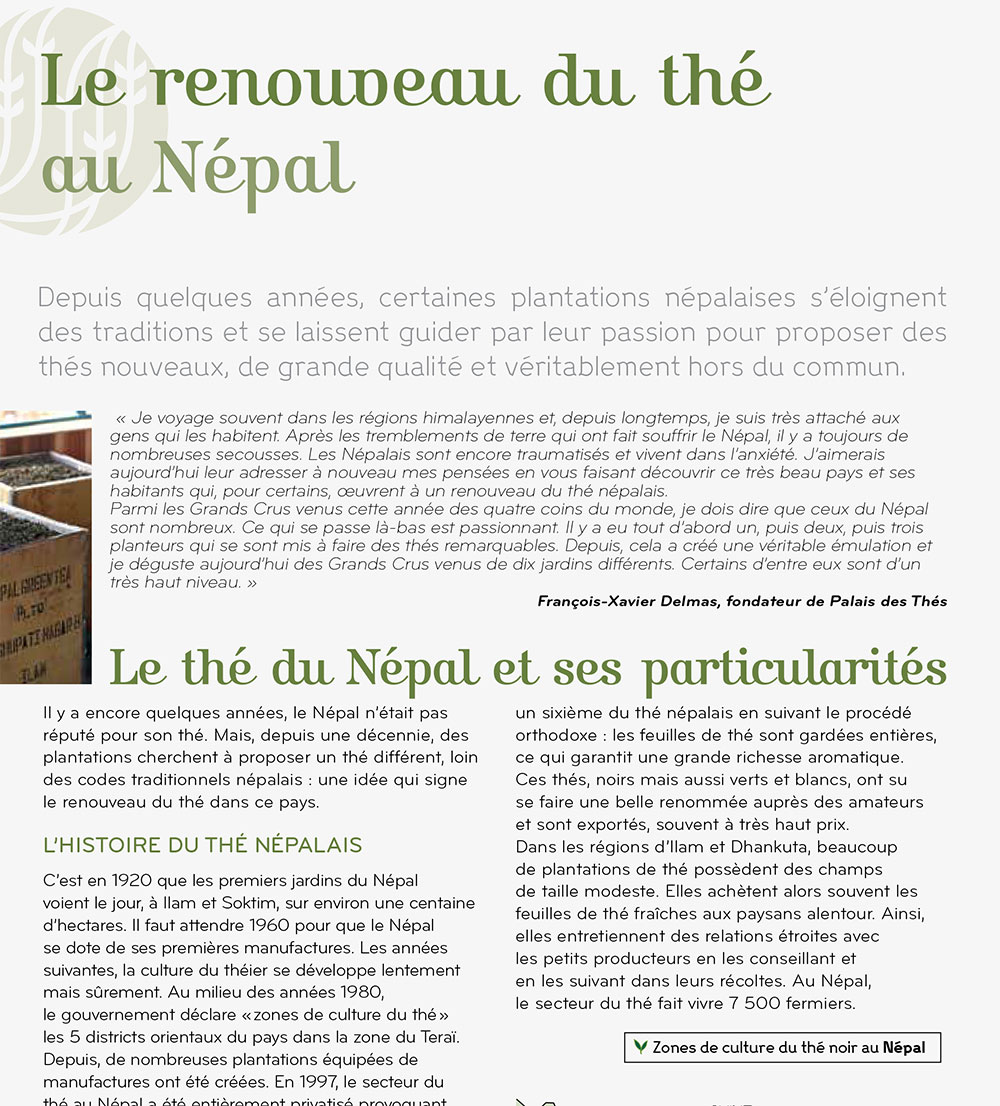 Le renouveau du thé
au Népal
Depuis quelques années, certaines plantations népalaises s'éloignent
des traditions et se laissent guider par leur passion pour proposer des
thés nouveaux, de grande qualité et véritablement hors du commun.
« Je voyage souvent dans les régions himalayennes et, depuis longtemps, je suis très attaché aux
gens qui les habitent. Après les tremblements de terre qui ont fait souffrir le Népal, il y a toujours de
nombreuses secousses. Les Népalais sont encore traumatisés et vivent dans l'anxiété. J'aimerais
aujourd'hui leur adresser à nouveau mes pensées en vous faisant découvrir ce très beau pays et ses
habitants qui, pour certains, œuvrent à un renouveau du thé népalais.
Parmi les Grands Crus venus cette année des quatre coins du monde, je dois dire que ceux du Népal
sont nombreux. Ce qui se passe là-bas est passionnant. Il y a eu tout d'abord un, puis deux, puis trois
planteurs qui se sont mis à faire des thés remarquables. Depuis, cela a créé une véritable émulation et
je déguste aujourd'hui des Grands Crus venus de dix jardins différents. Certains d'entre eux sont d'un
très haut niveau. »
François-Xavier Delmas, fondateur de Palais des Thés
PAL GREEN TEA
ILAM
Le thé du Népal et ses particularités
Il y a encore quelques années, le Népal n'était pas
réputé pour son thé. Mais, depuis une décennie, des
plantations cherchent à proposer un thé différent, loin
des codes traditionnels népalais : une idée qui signe
le renouveau du thé dans ce pays.
L'HISTOIRE DU THÉ NÉPALAIS
C'est en 1920 que les premiers jardins du Népal
voient le jour, à Ilam et Soktim, sur environ une centaine
d'hectares. Il faut attendre 1960 pour que le Népal
se dote de ses premières manufactures. Les années
suivantes, la culture du théier se développe lentement
mais sûrement. Au milieu des années 1980,
le gouvernement déclare «zones de culture du thé»
les 5 districts orientaux du pays dans la zone du Teraï.
Depuis, de nombreuses plantations équipées de
manufactures ont été créées. En 1997, le secteur du
thé au Népal a été entièrement privatisé provoquant
un sixième du thé népalais en suivant le procédé
orthodoxe : les feuilles de thé sont gardées entières,
ce qui garantit une grande richesse aromatique.
Ces thés, noirs mais aussi verts et blancs, ont su
se faire une belle renommée auprès des amateurs
et sont exportés, souvent à très haut prix.
Dans les régions d'Ilam et Dhankuta, beaucoup
de plantations de thé possèdent des champs
de taille modeste. Elles achètent alors souvent les
feuilles de thé fraîches aux paysans alentour. Ainsi,
elles entretiennent des relations étroites avec
les petits producteurs en les conseillant et
en les suivant dans leurs récoltes. Au Népal,
le secteur du thé fait vivre 7 500 fermiers.
Zones de culture du thé noir au Népal